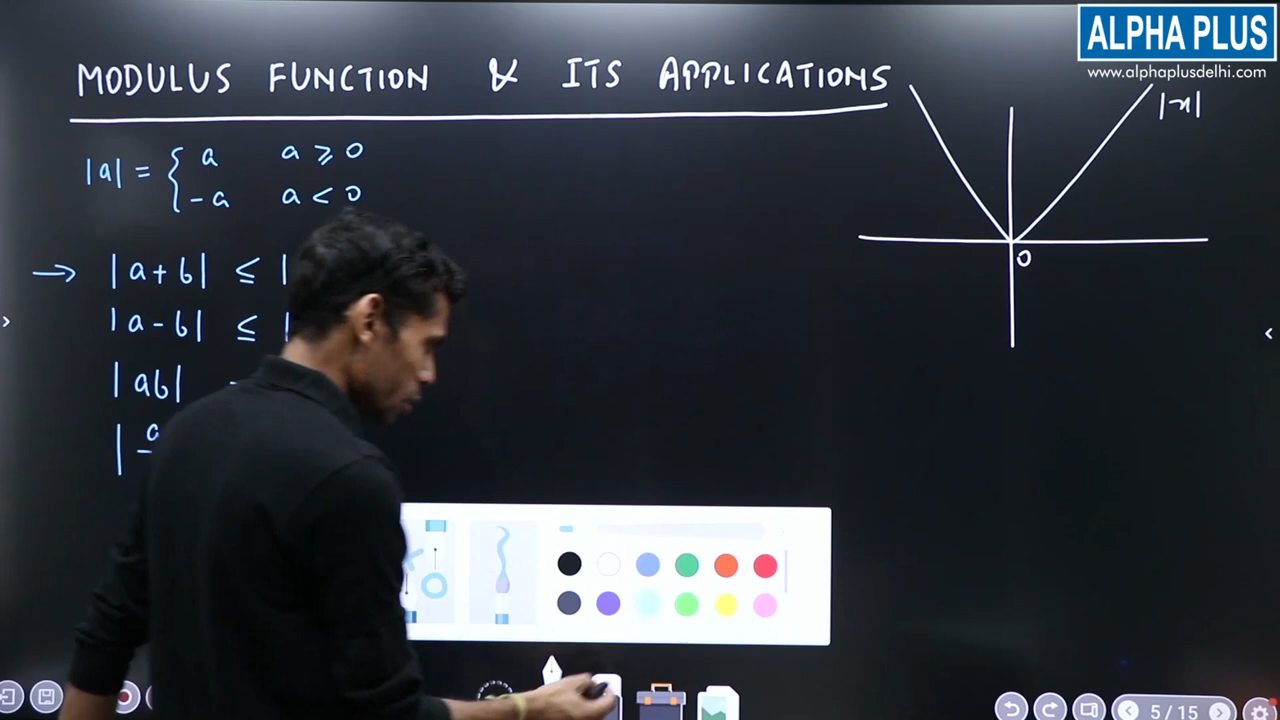 ALPHA PLUS
www.alphaplusdelhi.com
MODULUS FUNCTION & ITS APPLICATIONS
|x|
|a| = { a a ≥ 0
-a a < 0
0
→ |a + b| ≤ |
|a - b| ≤ |
|ab|
| a
5 / 15